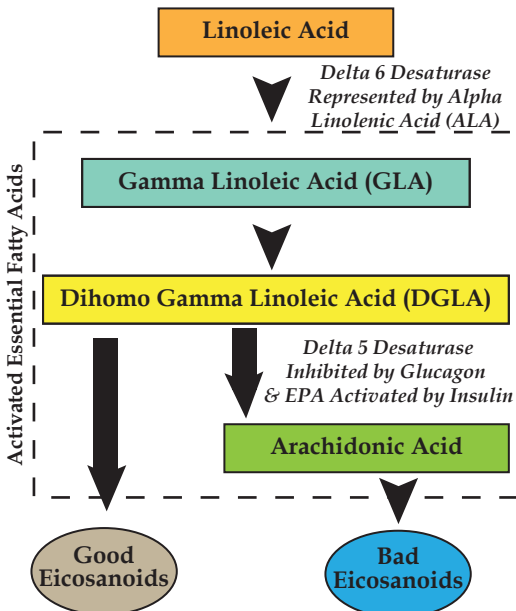 Linoleic Acid
Delta 6 Desaturase
Represented by Alpha
Linolenic Acid (ALA)
Activated Essential Fatty Acids
Gamma Linoleic Acid (GLA)
Dihomo Gamma Linoleic Acid (DGLA)
Delta 5 Desaturase
Inhibited by Glucagon
& EPA Activated by Insulin
Arachidonic Acid
Good
Eicosanoids
Bad
Eicosanoids